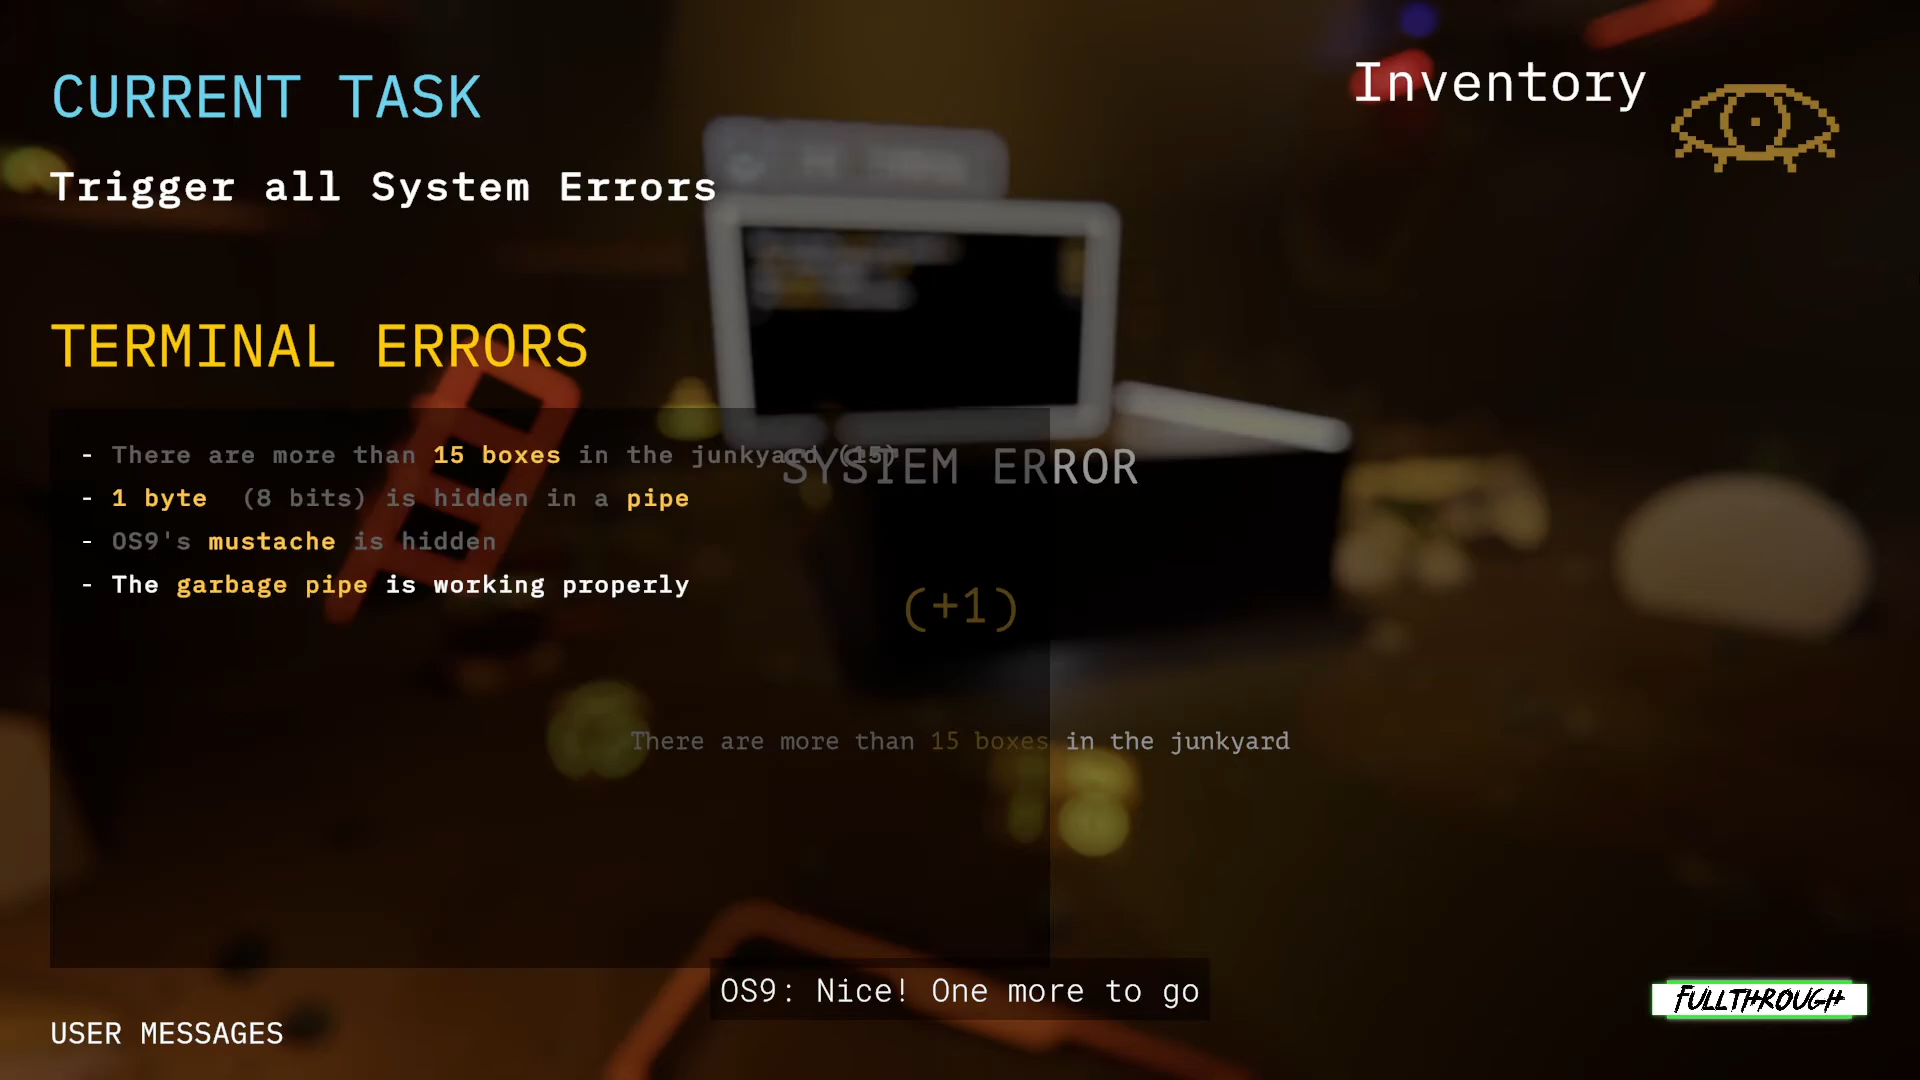 CURRENT TASK
Inventory
Trigger all System Errors
TERMINAL ERRORS
- There are more than 15 boxes in the junkyard (15)
- 1 byte (8 bits) is hidden in a pipe
- OS9's mustache is hidden
- The garbage pipe is working properly
SYSTEM ERROR
(+1)
There are more than 15 boxes in the junkyard
OS9: Nice! One more to go
FULLTHROUGH
USER MESSAGES